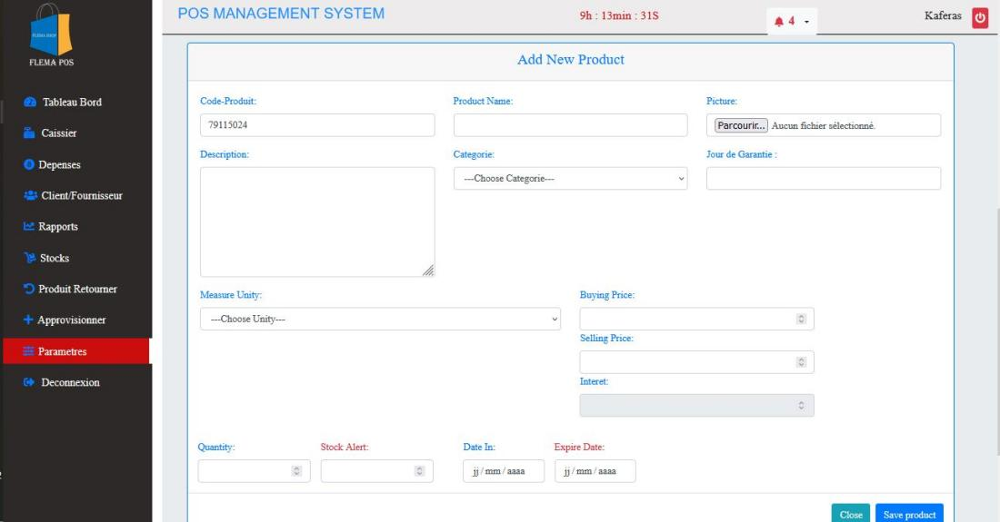 FLEMA SHOP
FLEMA POS
Tableau Bord
Caissier
Depenses
Client/Fournisseur
Rapports
Stocks
Produit Retourner
Approvisionner
Parametres
Deconnexion
POS MANAGEMENT SYSTEM
9h : 13min : 31S
4
Kaferas
Add New Product
Code-Produit:
Product Name:
Picture:
79115024
Parcourir... Aucun fichier sélectionné.
Description:
Categorie:
Jour de Garantie :
---Choose Categorie---
Measure Unity:
Buying Price:
---Choose Unity---
Selling Price:
Interet:
Quantity:
Stock Alert:
Date In:
Expire Date:
jj / mm / aaaa
jj / mm / aaaa
Close
Save product